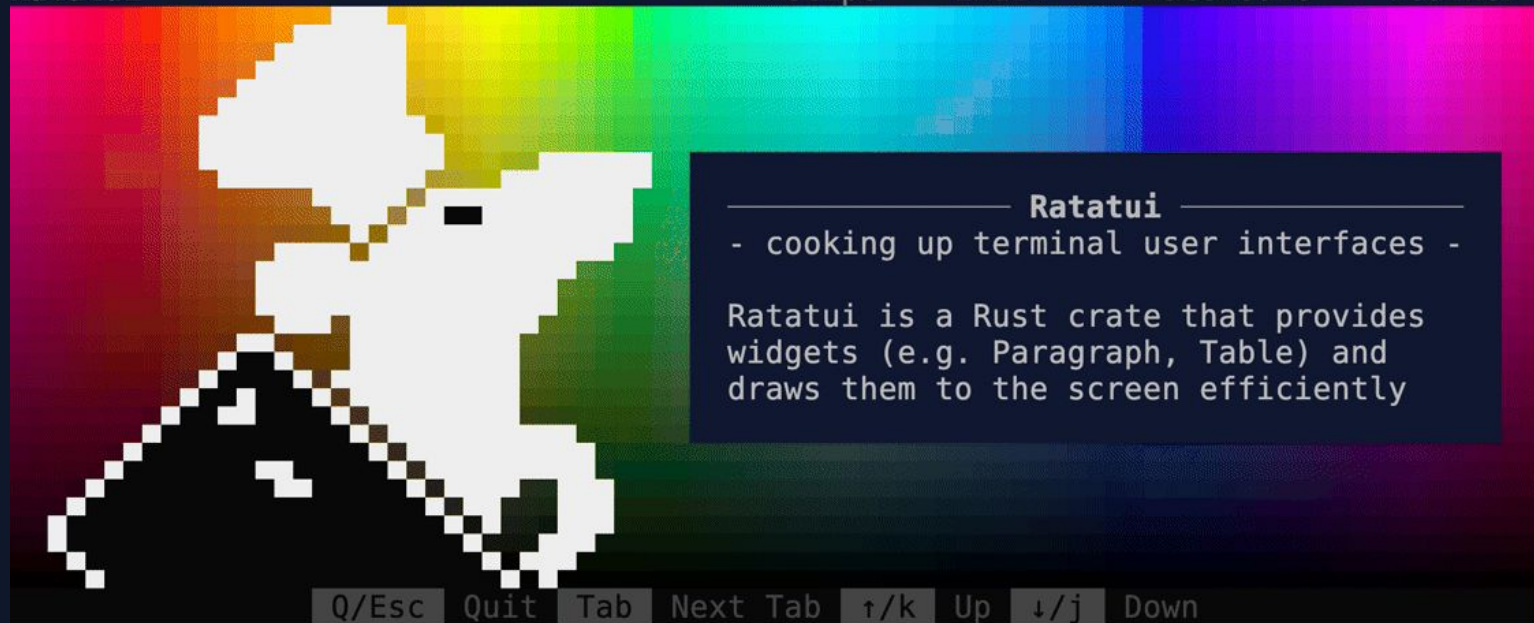 Ratatui
- cooking up terminal user interfaces -
Ratatui is a Rust crate that provides
widgets (e.g. Paragraph, Table) and
draws them to the screen efficiently
Q/Esc Quit Tab Next Tab ↑/k Up ↓/j Down